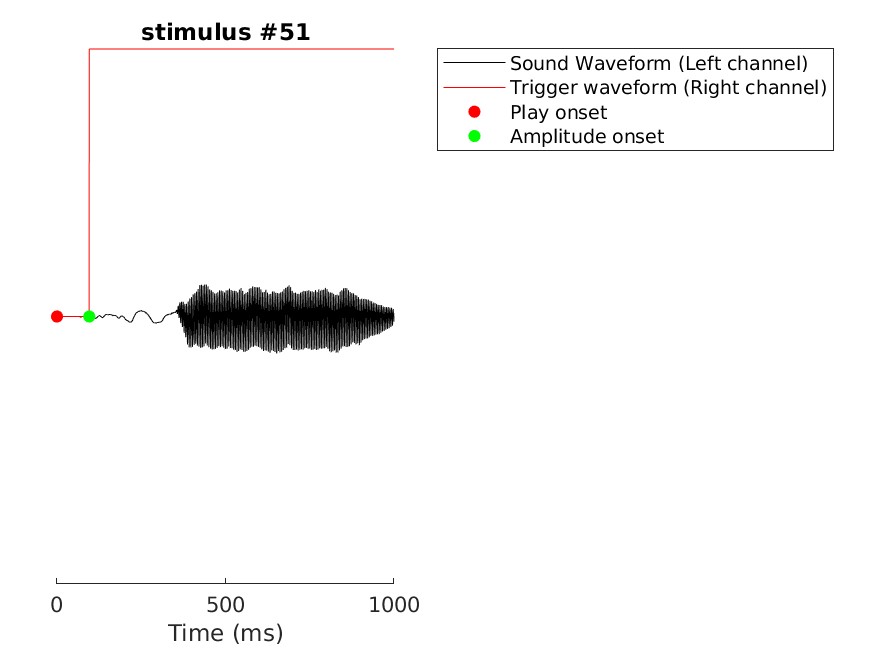 stimulus #51
Sound Waveform (Left channel)
Trigger waveform (Right channel)
Play onset
Amplitude onset
0 500 1000
Time (ms)